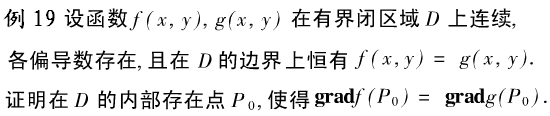 例 19 设函数 f(x, y), g(x, y) 在有界闭区域 D 上连续,
各偏导数存在, 且在 D 的边界上恒有 f(x, y) = g(x, y).
证明在 D 的内部存在点 P₀, 使得 gradf(P₀) = gradg(P₀).